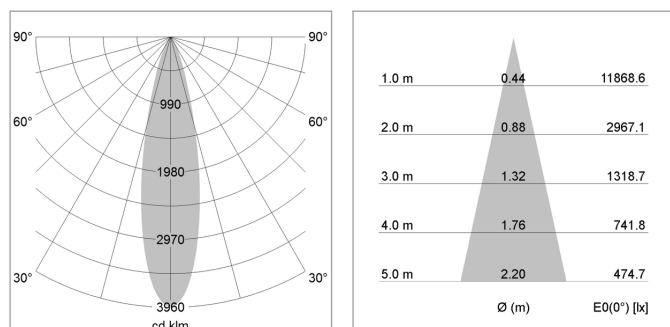 90° 90°
990
60° 60°
1980
2970
30° 30°
3960
cd klm
1.0 m 0.44 11868.6
2.0 m 0.88 2967.1
3.0 m 1.32 1318.7
4.0 m 1.76 741.8
5.0 m 2.20 474.7
Ø (m) E0(0°) [lx]